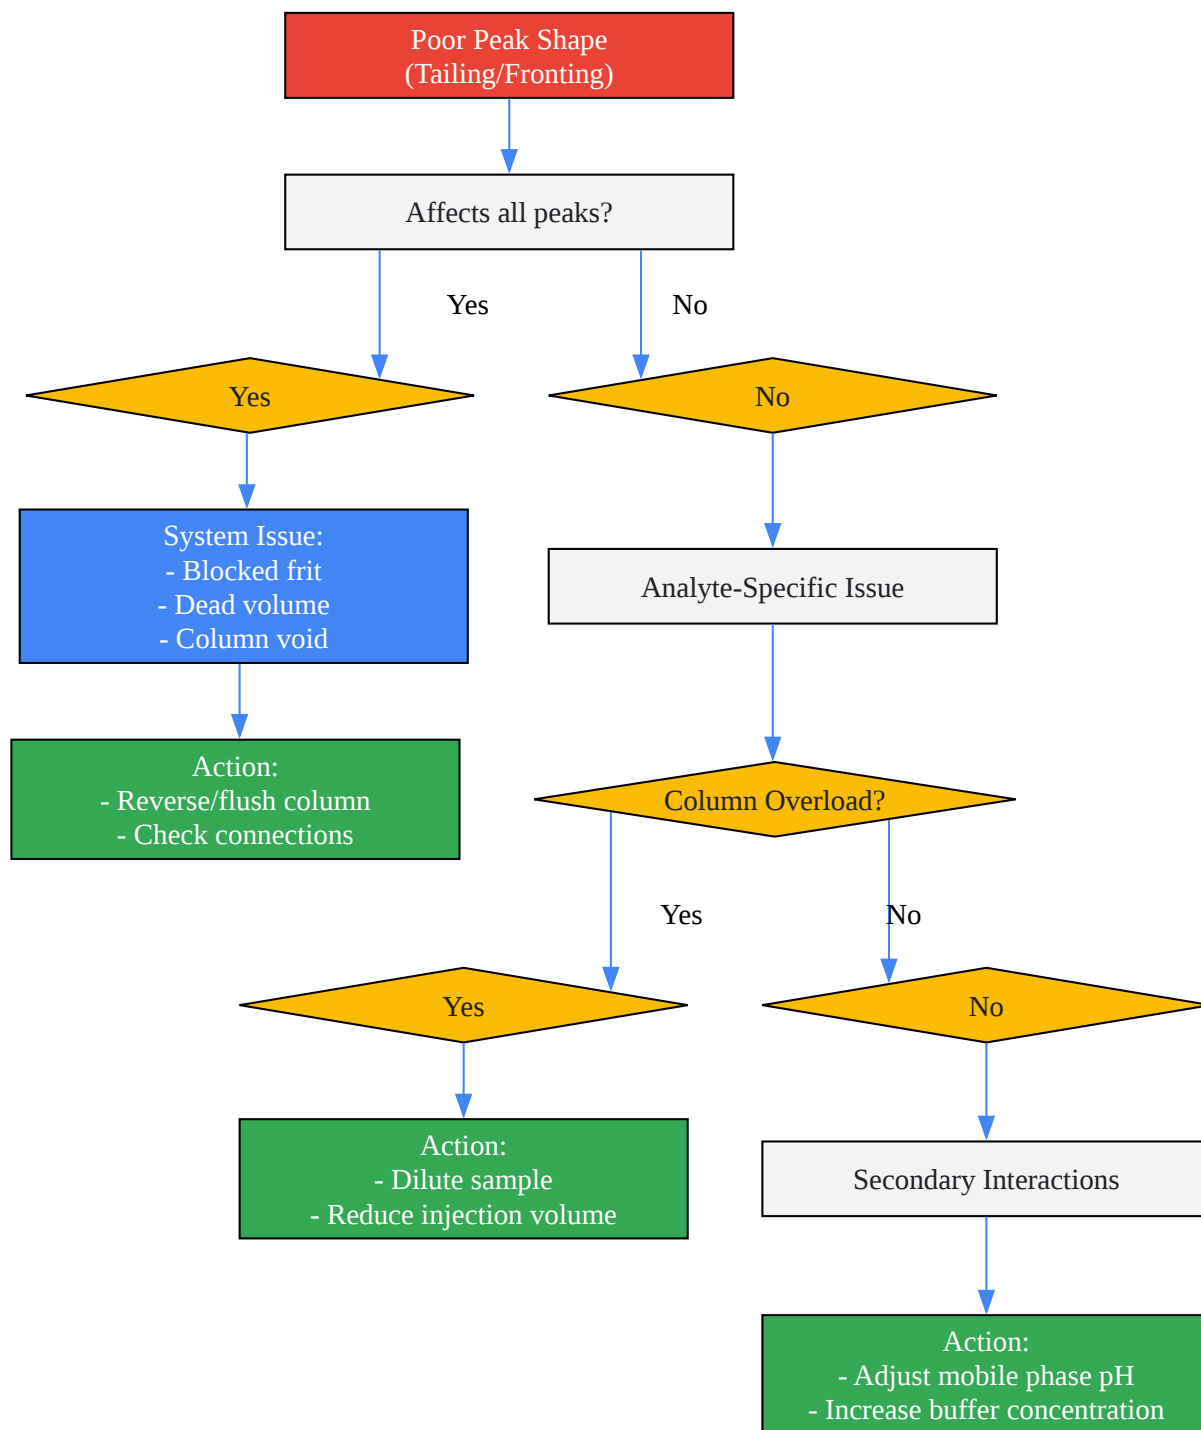 Poor Peak Shape
(Tailing/Fronting)
Affects all peaks?
Yes
No
Yes
No
System Issue:
- Blocked frit
- Dead volume
- Column void
Analyte-Specific Issue
Action:
- Reverse/flush column
- Check connections
Column Overload?
Yes
No
Yes
No
Action:
- Dilute sample
- Reduce injection volume
Secondary Interactions
Action:
- Adjust mobile phase pH
- Increase buffer concentration